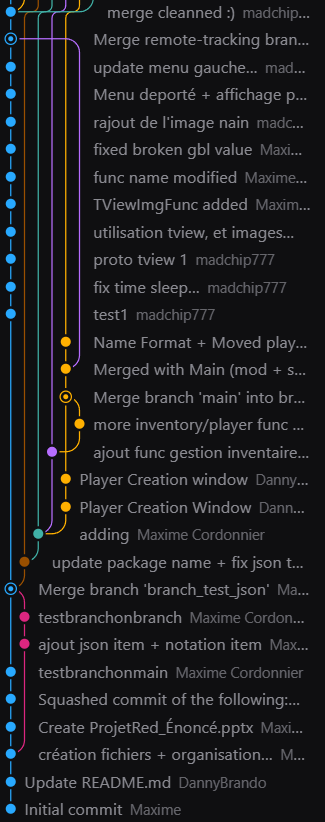 merge cleanned :) madchip...
Merge remote-tracking bran...
update menu gauche... mad...
Menu deporté + affichage p...
rajout de l'image nain madc...
fixed broken gbl value Maxi...
func name modified Maxime...
TViewImgFunc added Maxim...
utilisation tview, et images...
proto tview 1 madchip777
fix time sleep... madchip777
test1 madchip777
Name Format + Moved play...
Merged with Main (mod + s...
Merge branch 'main' into br...
more inventory/player func ...
ajout func gestion inventaire...
Player Creation window Danny...
Player Creation Window Dann...
adding Maxime Cordonnier
update package name + fix json t...
Merge branch 'branch_test_json' Ma...
testbranchonbranch Maxime Cordon...
ajout json item + notation item Max...
testbranchonmain Maxime Cordonnier
Squashed commit of the following:...
Create ProjetRed_Énoncé.pptx Maxi...
création fichiers + organisation... M...
Update README.md DannyBrando
Initial commit Maxime